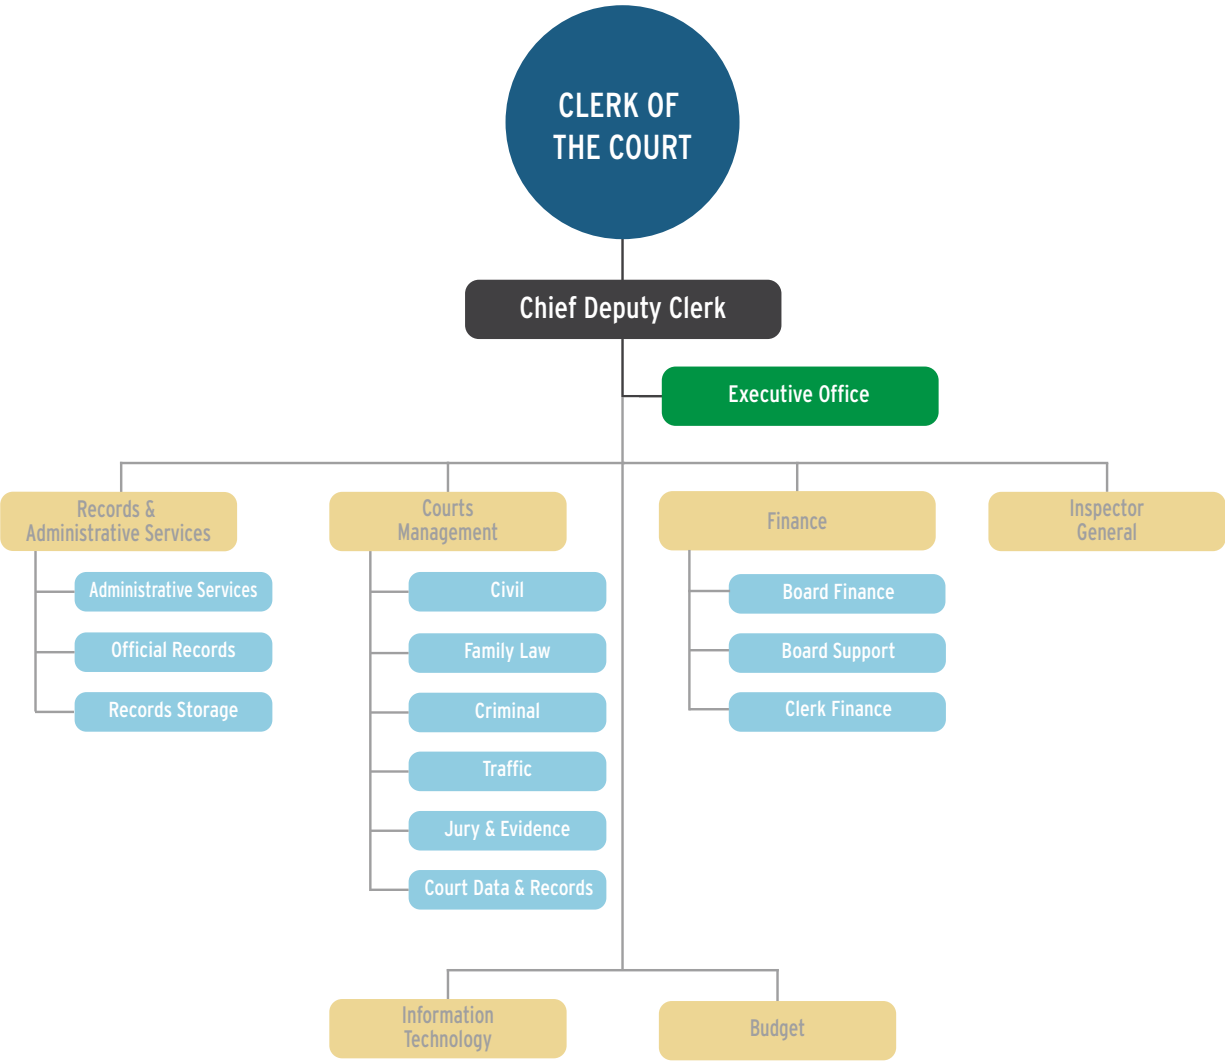 CLERK OF
THE COURT
Chief Deputy Clerk
Executive Office
Records &
Administrative Services
Administrative Services
Official Records
Records Storage
Courts
Management
Civil
Family Law
Criminal
Traffic
Jury & Evidence
Court Data & Records
Finance
Board Finance
Board Support
Clerk Finance
Inspector
General
Information
Technology
Budget